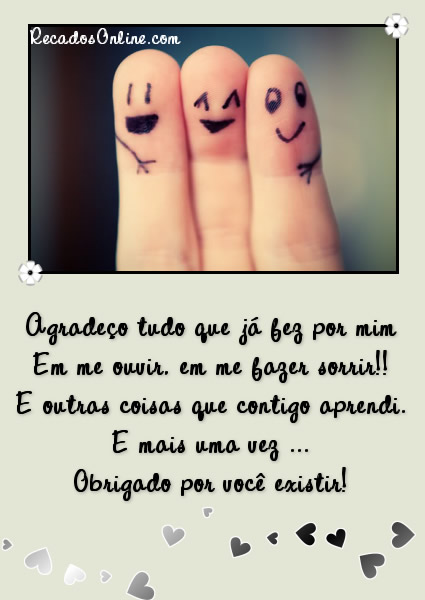 RecadosOnline.com
Agradeço tudo que já fez por mim
Em me ouvir, em me fazer sorrir!!
E outras coisas que contigo aprendi.
E mais uma vez ...
Obrigado por você existir!